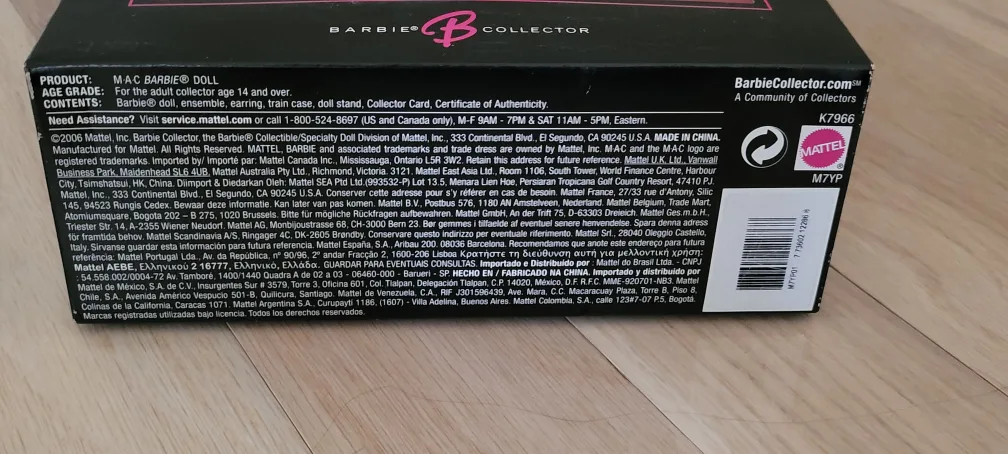 BARBIE® B COLLECTOR
PRODUCT: M·A·C BARBIE® DOLL
AGE GRADE: For the adult collector age 14 and over.
CONTENTS: Barbie® doll, ensemble, earring, train case, doll stand, Collector Card, Certificate of Authenticity.
Need Assistance? Visit service.mattel.com or call 1-800-524-8697 (US and Canada only), M-F 9AM - 7PM & SAT 11AM - 5PM, Eastern.
©2006 Mattel, Inc. Barbie Collector, the Barbie® Collectible/Specialty Doll Division of Mattel, Inc., 333 Continental Blvd., El Segundo, CA 90245 U.S.A. MADE IN CHINA.
Manufactured for Mattel. All Rights Reserved. MATTEL, BARBIE and associated trademarks and trade dress are owned by Mattel, Inc. M·A·C and the M·A·C logo are
registered trademarks. Imported by/ Importé par: Mattel Canada Inc., Mississauga, Ontario L5R 3W2. Retain this address for future reference. Mattel U.K. Ltd., Vanwall
Business Park, Maidenhead SL6 4UB. Mattel Australia Pty. Ltd., Richmond, Victoria. 3121. Mattel East Asia Ltd., Room 1106, South Tower, World Finance Centre, Harbour
City, Tsimshatsui, HK, China. Diimport & Diedarkan Oleh: Mattel SEA Ptd Ltd.(993532-P) Lot 13.5, Menara Lien Hoe, Persiaran Tropicana Golf Country Resort, 47410 PJ.
Mattel, Inc., 333 Continental Blvd., El Segundo, CA 90245 U.S.A. Conserver cette adresse pour s'y référer en cas de besoin. Mattel France, 27/33 rue d'Antony, Silic
145, 94523 Rungis Cedex. Bewaar deze informatie. Kan later van pas komen. Mattel B.V., Postbus 576, 1180 AN Amstelveen, Nederland. Mattel Belgium, Trade Mart,
Atomiumsquare, Bogota 202 – B 275, 1020 Brussels. Bitte für mögliche Rückfragen aufbewahren. Mattel GmbH, An der Trift 75, D-63303 Dreieich. Mattel Ges.m.b.H.,
Triester Str. 14, A-2355 Wiener Neudorf. Mattel AG, Monbijoustrasse 68, CH-3000 Bern 23. Bør gemmes i tilfælde af eventuel senere henvendelse. Spara denna adress
för framtida behov. Mattel Scandinavia A/S, Ringager 4C, DK-2605 Brøndby. Conservare questo indirizzo per eventuale riferimento. Mattel Srl., 28040 Oleggio Castello,
Italy. Sírvanse guardar esta información para futura referencia. Mattel España, S.A., Aribau 200. 08036 Barcelona. Recomendamos que anote este endereço para futura
referência: Mattel Portugal Lda., Av. da República, n° 90/96, 2° andar Fracção 2, 1600-206 Lisboa Κρατήστε τη διεύθυνση αυτή για μελλοντική χρήση:
Mattel AEBE, Ελληνικού 2 16777, Ελληνικό, Ελλάδα. GUARDAR PARA EVENTUAIS CONSULTAS. Importado e Distribuido por : Mattel do Brasil Ltda. - CNPJ
: 54.558.002/0004-72 Av. Tamboré, 1400/1440 Quadra A de 02 a 03 - 06460-000 - Barueri - SP. HECHO EN / FABRICADO NA CHINA. Importado y distribuido por
Mattel de México, S.A. de C.V., Insurgentes Sur # 3579, Torre 3, Oficina 601, Col. Tlalpan, Delegación Tlalpan, C.P. 14020, México, D.F. R.F.C. MME-920701-NB3. Mattel
Chile, S.A., Avenida Américo Vespucio 501-B, Quilicura, Santiago. Mattel de Venezuela, C.A., RIF J301596439, Ave. Mara, C.C. Macaracuay Plaza, Torre B, Piso 8,
Colinas de la California, Caracas 1071. Mattel Argentina S.A., Curupaytí 1186, (1607) - Villa Adelina, Buenos Aires. Mattel Colombia, S.A., calle 123#7-07 P.5, Bogotá.
Marcas registradas utilizadas bajo licencia. Todos los derechos reservados.
BarbieCollector.com℠
A Community of Collectors
K7966
MATTEL®
M7YP
M7YP01